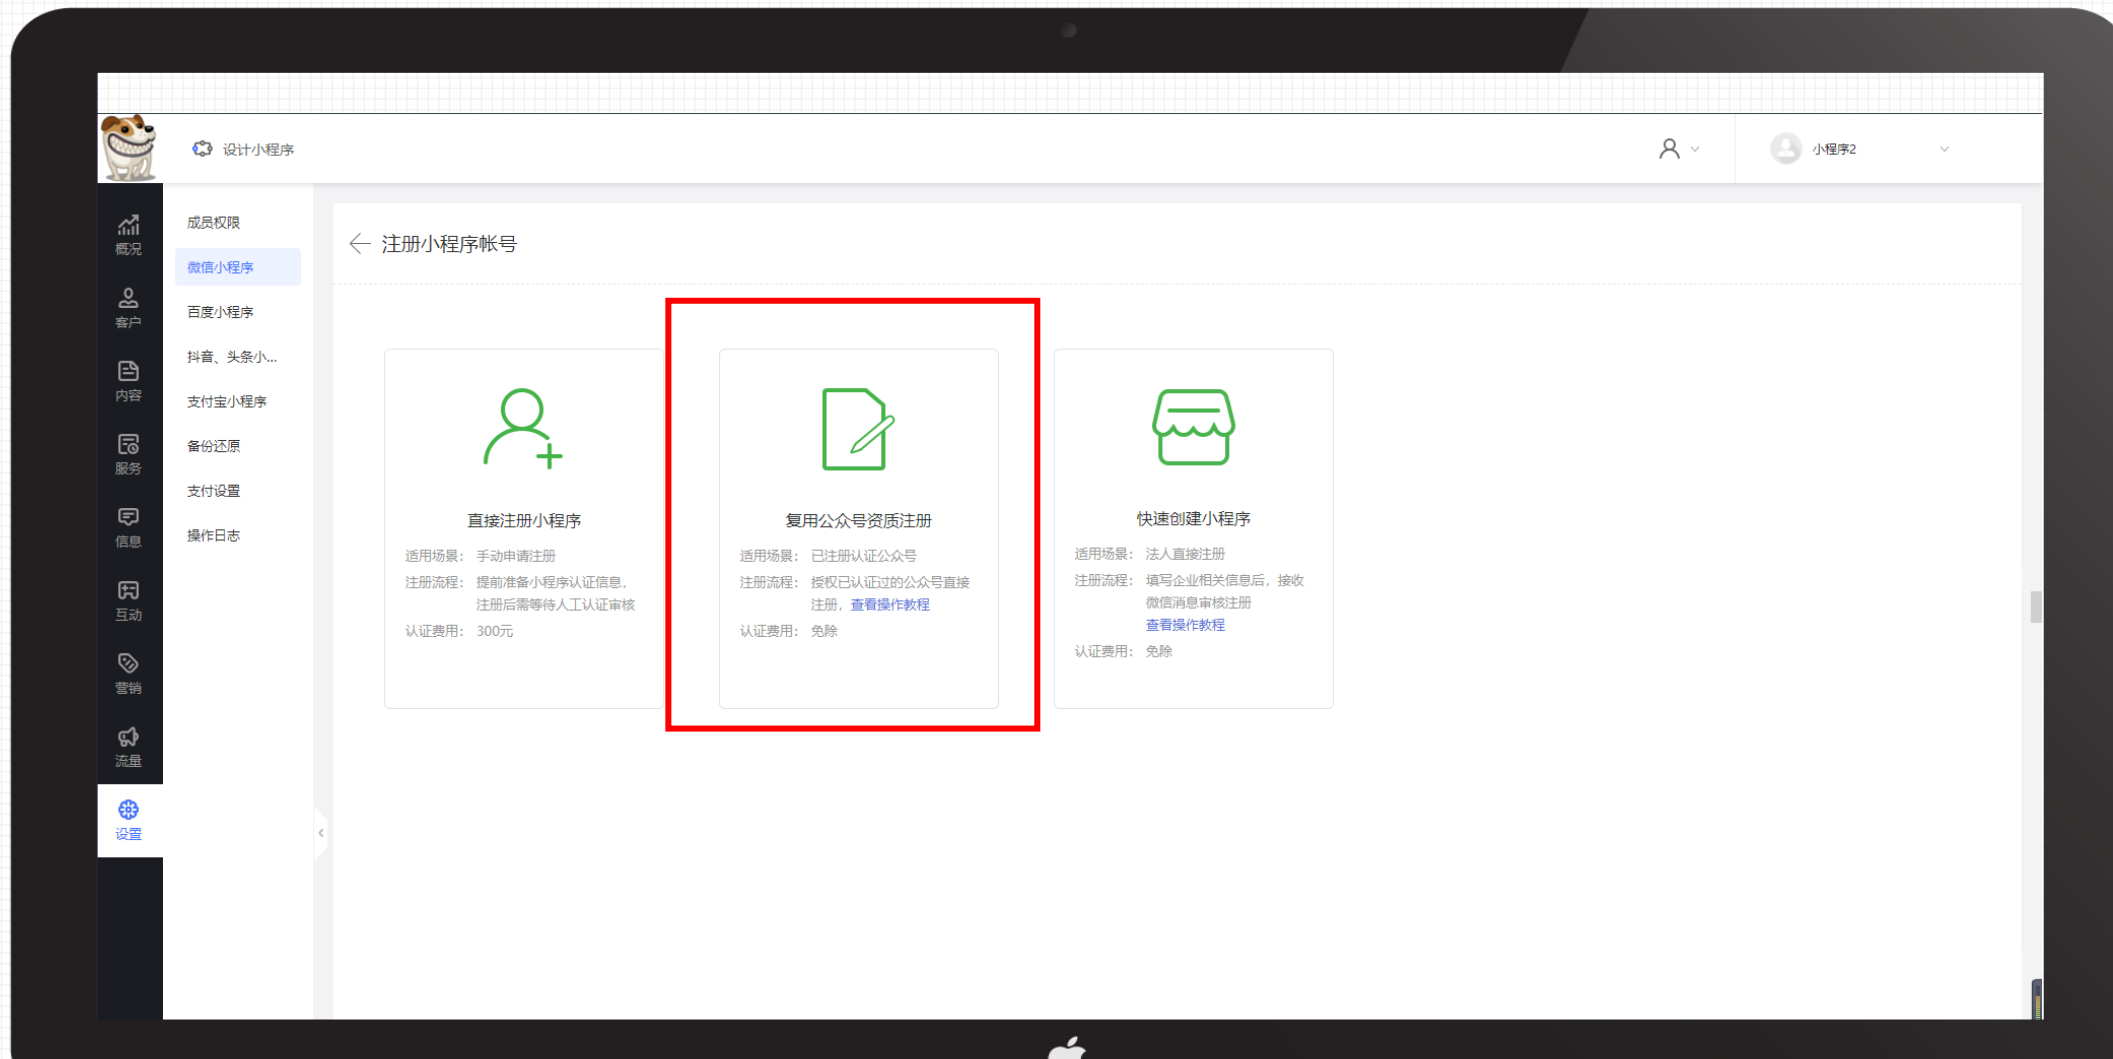 设计小程序
小程序2
概况
客户
内容
服务
信息
互动
营销
流量
设置
成员权限
微信小程序
百度小程序
抖音、头条小...
支付宝小程序
备份还原
支付设置
操作日志
注册小程序帐号
直接注册小程序
适用场景： 手动申请注册
注册流程： 提前准备小程序认证信息，
注册后需等待人工认证审核
认证费用： 300元
复用公众号资质注册
适用场景： 已注册认证公众号
注册流程： 授权已认证过的公众号直接
注册，查看操作教程
认证费用： 免除
快速创建小程序
适用场景： 法人直接注册
注册流程： 填写企业相关信息后，接收
微信消息审核注册
查看操作教程
认证费用： 免除